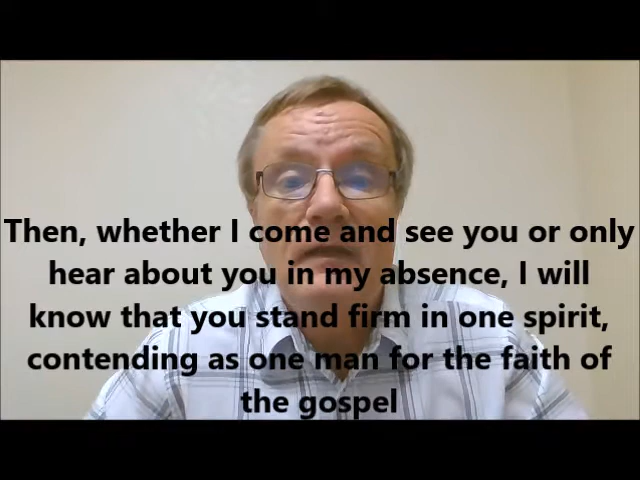 Then, whether I come and see you or only
hear about you in my absence, I will
know that you stand firm in one spirit,
contending as one man for the faith of
the gospel